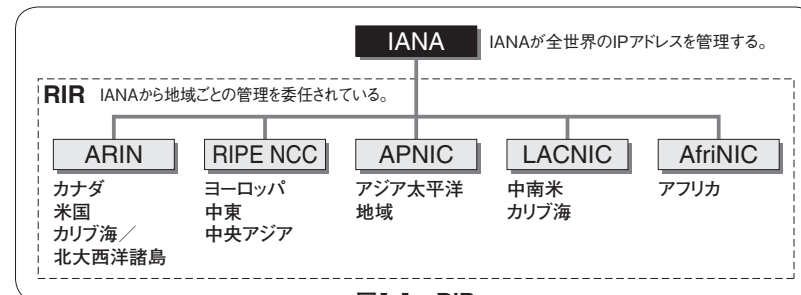 IANA
IANAが全世界のIPアドレスを管理する。
RIR IANAから地域ごとの管理を委任されている。
ARIN
カナダ
米国
カリブ海／
北大西洋諸島
RIPE NCC
ヨーロッパ
中東
中央アジア
APNIC
アジア太平洋
地域
LACNIC
中南米
カリブ海
AfriNIC
アフリカ
RIR